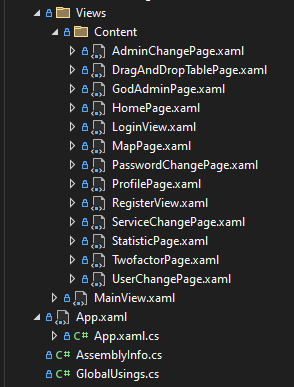 Views
Content
AdminChangePage.xaml
DragAndDropTablePage.xaml
GodAdminPage.xaml
HomePage.xaml
LoginView.xaml
MapPage.xaml
PasswordChangePage.xaml
ProfilePage.xaml
RegisterView.xaml
ServiceChangePage.xaml
StatisticPage.xaml
TwofactorPage.xaml
UserChangePage.xaml
MainView.xaml
App.xaml
C# App.xaml.cs
C# AssemblyInfo.cs
C# GlobalUsings.cs